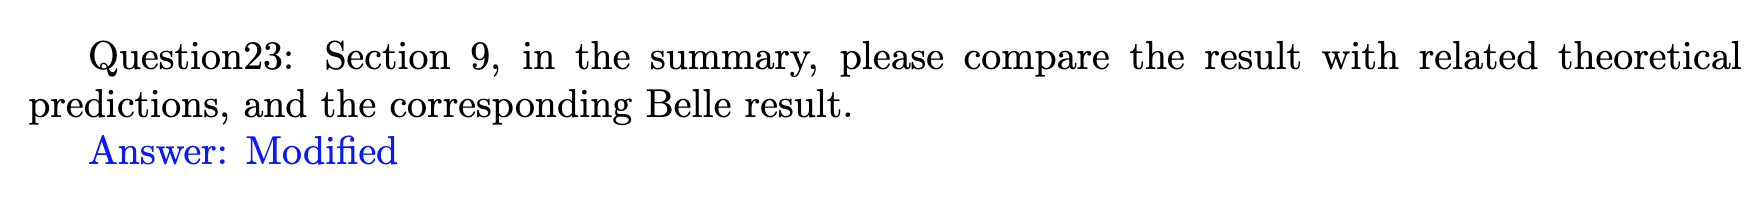 Question23: Section 9, in the summary, please compare the result with related theoretical
predictions, and the corresponding Belle result.
Answer: Modified